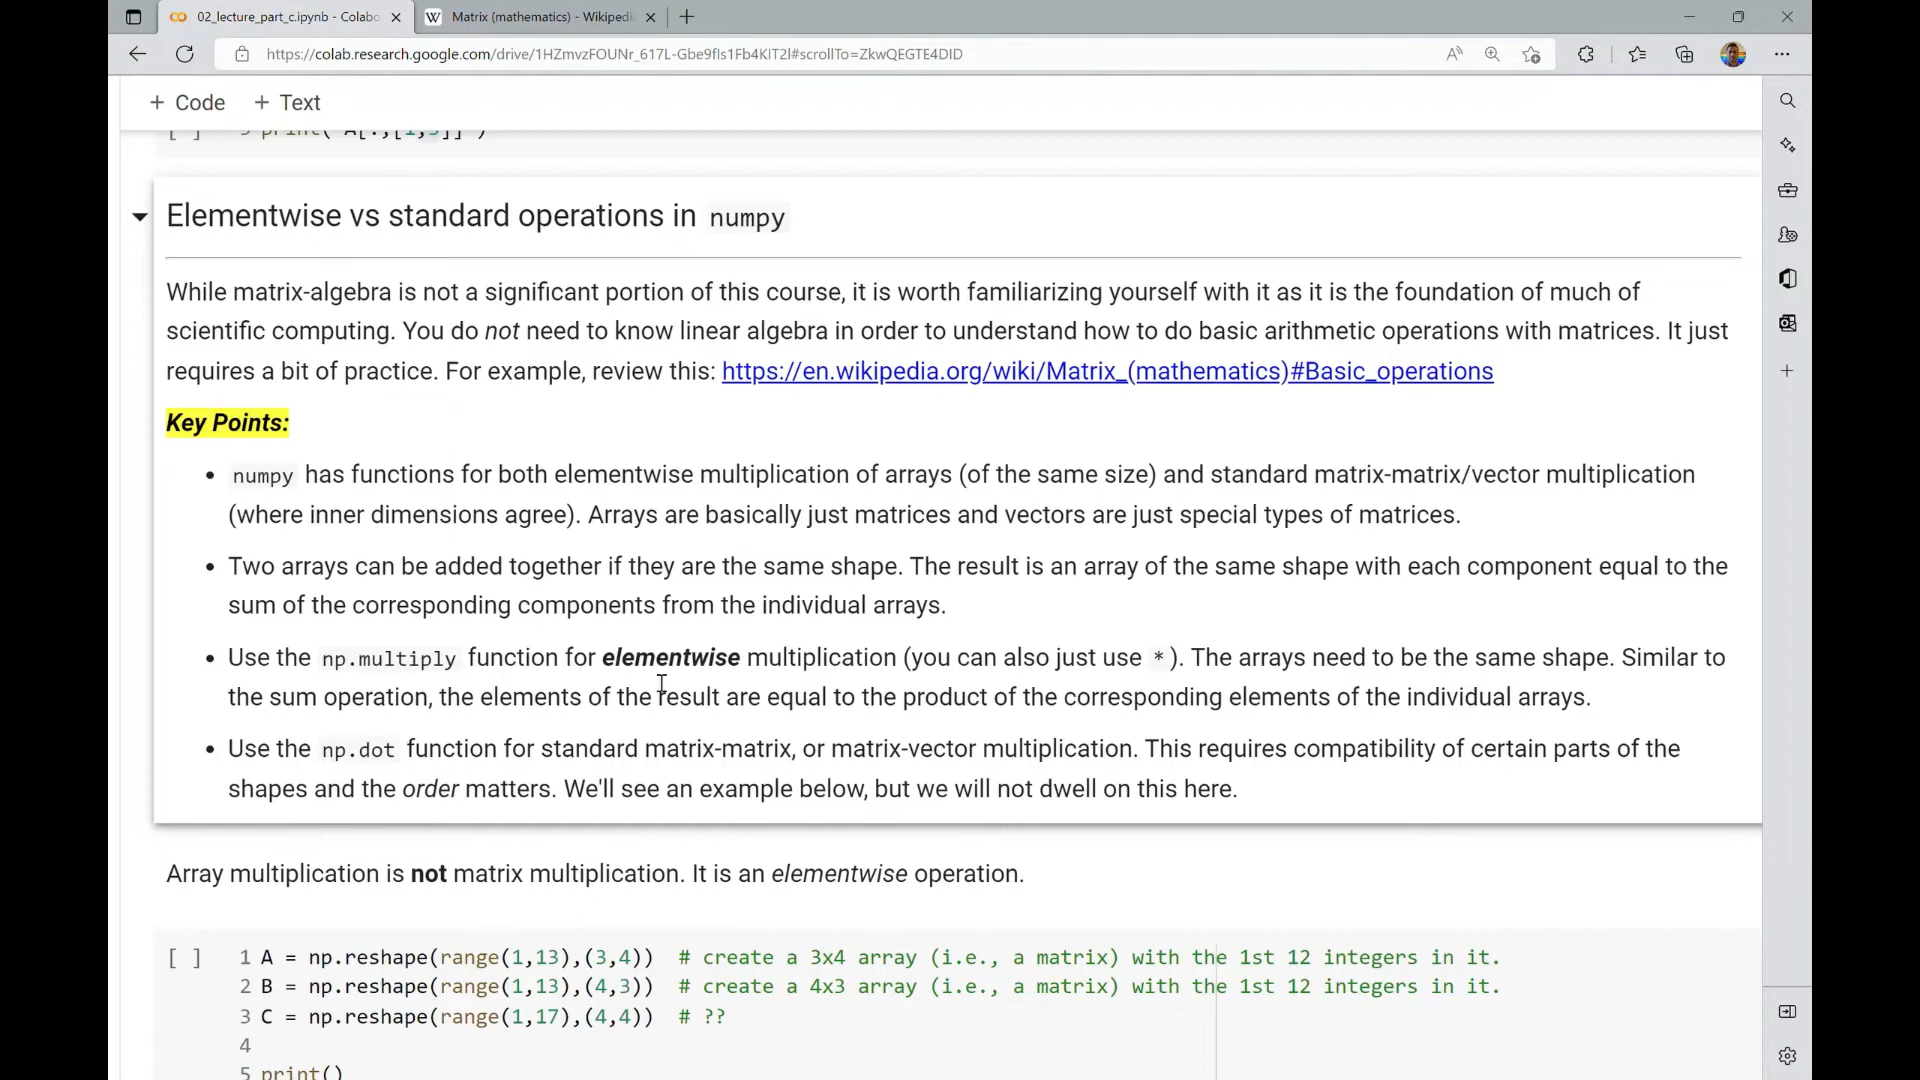 02_lecture_part_c.ipynb - Colabo
Matrix (mathematics) - Wikipedi
https://colab.research.google.com/drive/1HZmvzFOUNr_617L-Gbe9fIs1Fb4KIT2l#scrollTo=ZkwQEGTE4DID
+ Code + Text
[ ] 5 print('A[:,[1,3]]')
Elementwise vs standard operations in numpy
While matrix-algebra is not a significant portion of this course, it is worth familiarizing yourself with it as it is the foundation of much of
scientific computing. You do not need to know linear algebra in order to understand how to do basic arithmetic operations with matrices. It just
requires a bit of practice. For example, review this: https://en.wikipedia.org/wiki/Matrix_(mathematics)#Basic_operations
Key Points:
• numpy has functions for both elementwise multiplication of arrays (of the same size) and standard matrix-matrix/vector multiplication
(where inner dimensions agree). Arrays are basically just matrices and vectors are just special types of matrices.
• Two arrays can be added together if they are the same shape. The result is an array of the same shape with each component equal to the
sum of the corresponding components from the individual arrays.
• Use the np.multiply function for elementwise multiplication (you can also just use *). The arrays need to be the same shape. Similar to
the sum operation, the elements of the result are equal to the product of the corresponding elements of the individual arrays.
• Use the np.dot function for standard matrix-matrix, or matrix-vector multiplication. This requires compatibility of certain parts of the
shapes and the order matters. We'll see an example below, but we will not dwell on this here.
Array multiplication is not matrix multiplication. It is an elementwise operation.
[ ] 1 A = np.reshape(range(1,13),(3,4)) # create a 3x4 array (i.e., a matrix) with the 1st 12 integers in it.
2 B = np.reshape(range(1,13),(4,3)) # create a 4x3 array (i.e., a matrix) with the 1st 12 integers in it.
3 C = np.reshape(range(1,17),(4,4)) # ??
4
5 print()